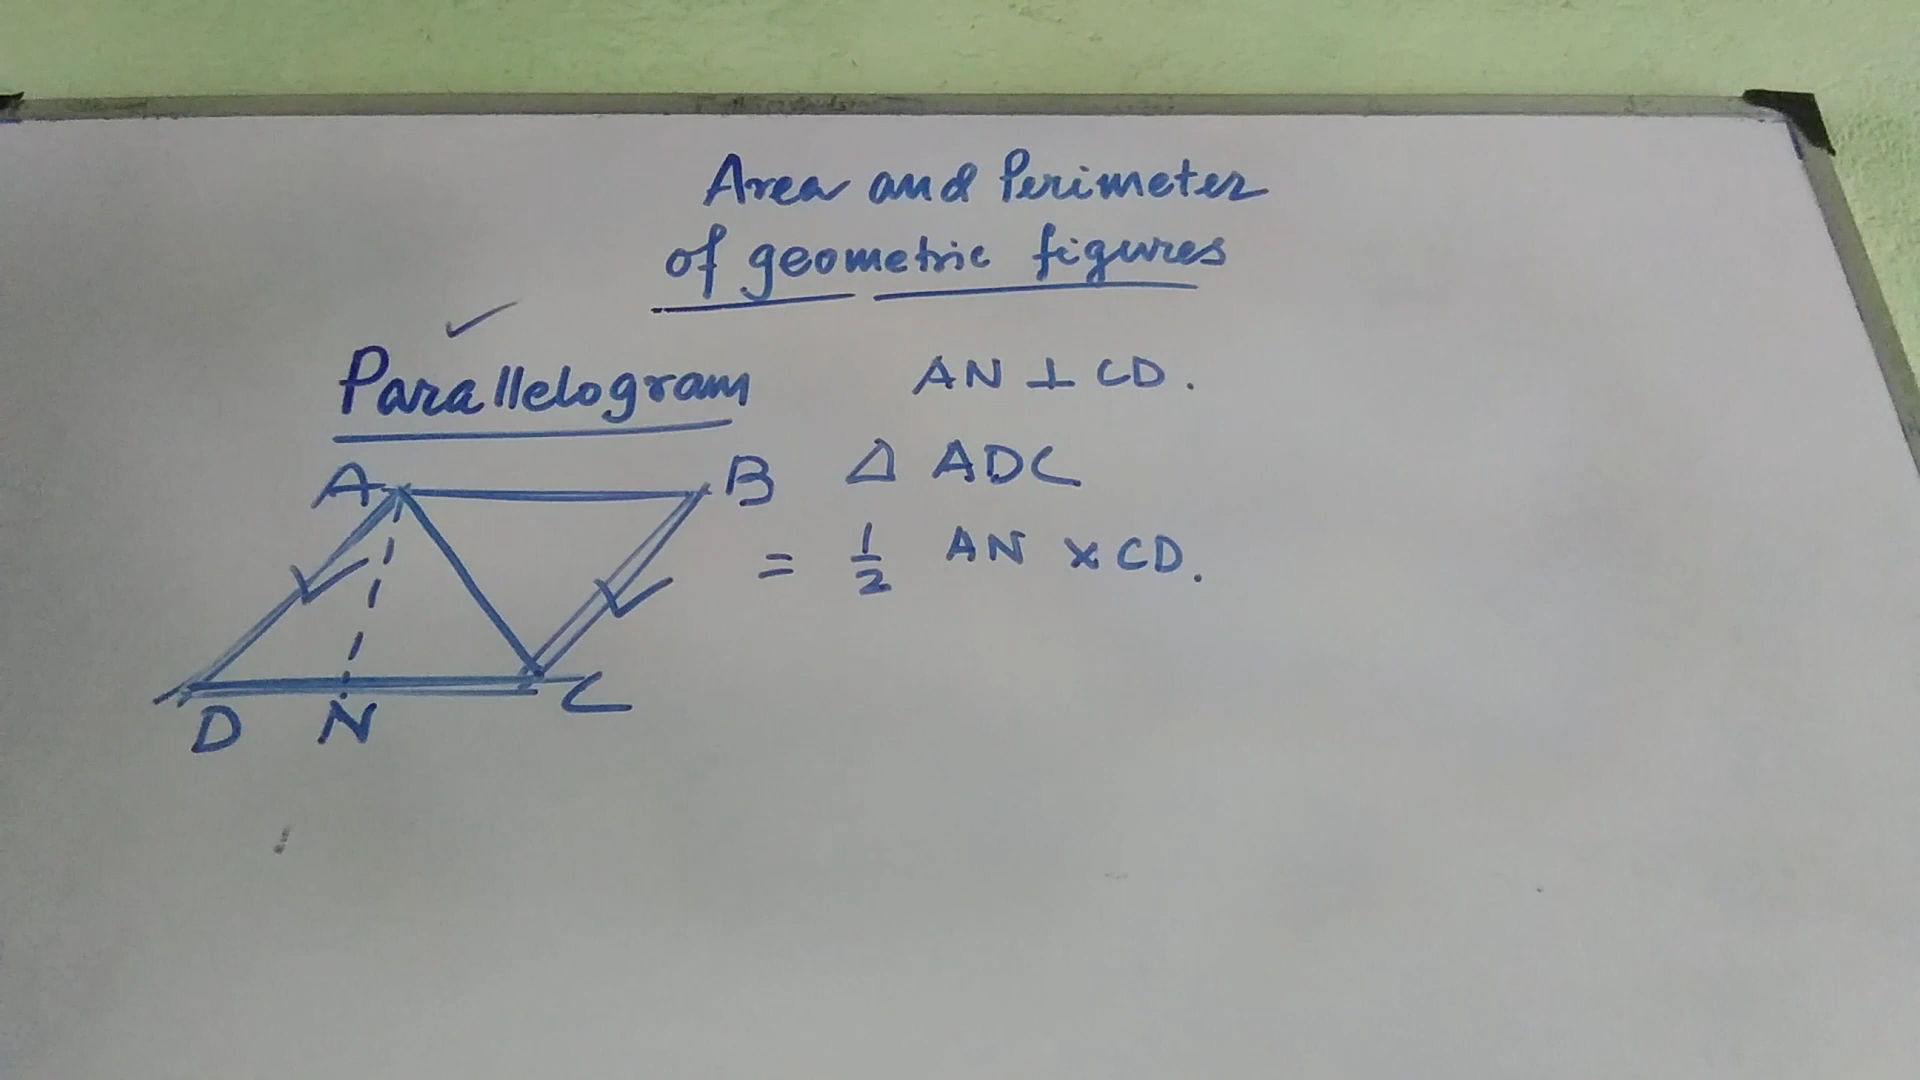 Area and Perimeter
of geometric figures
Parallelogram
AN ⊥ CD.
A
B
D
N
C
Δ ADC
= 1/2 AN × CD.